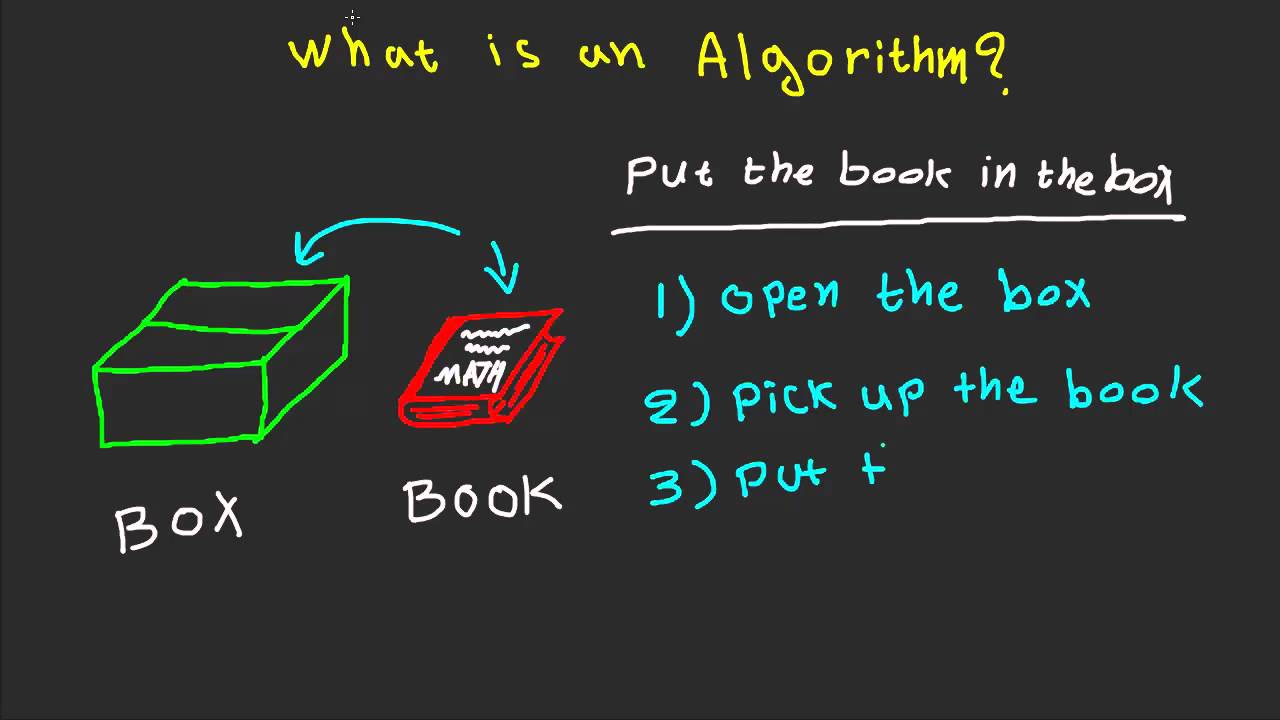 What is an Algorithm?
Put the book in the box
1) open the box
2) pick up the book
3) put t
MATH
BOX
BOOK